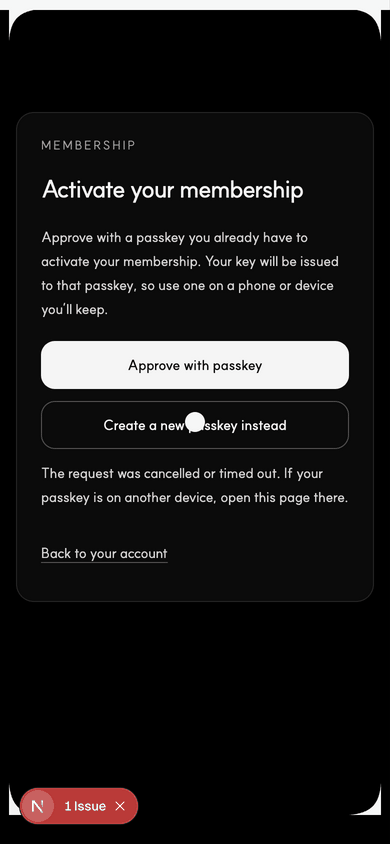 MEMBERSHIP
Activate your membership
Approve with a passkey you already have to
activate your membership. Your key will be issued
to that passkey, so use one on a phone or device
you'll keep.
Approve with passkey
Create a new passkey instead
The request was cancelled or timed out. If your
passkey is on another device, open this page there.
Back to your account
N 1 Issue